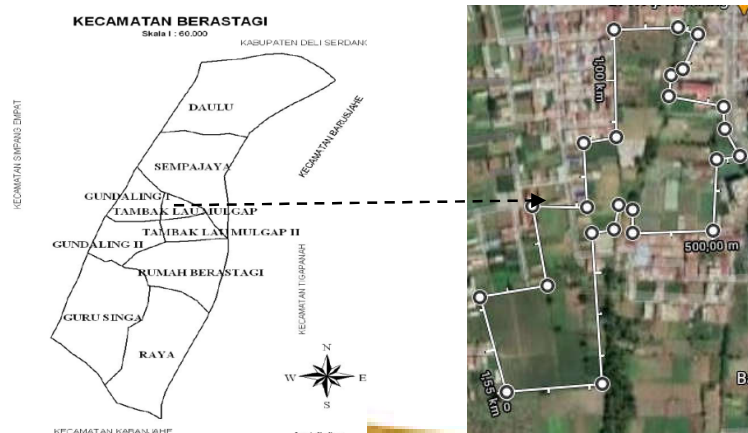 KECAMATAN BERASTAGI
Skala 1 : 60.000
KABUPATEN DELI SERDANG
KECAMATAN SIMPANG EMPAT
KECAMATAN BARUSJAHE
DAULU
SEMPAJAYA
GUNDALING I
TAMBAK LAU MULGAP
TAMBAK LAU MULGAP II
GUNDALING II
RUMAH BERASTAGI
KECAMATAN TIGAPANAH
GURU SINGA
RAYA
N
W E
S
KECAMATAN KABANJAHE
1,00 km
500,00 m
1,55 km
0
B